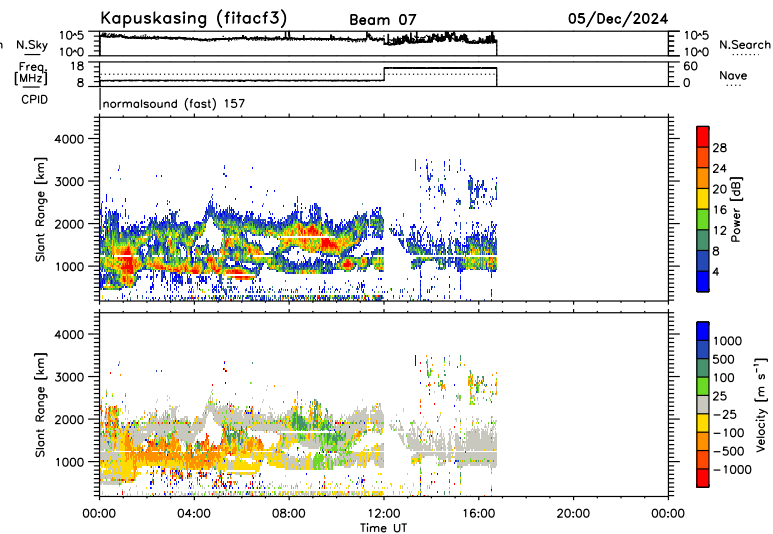 Kapuskasing (fitacf3) Beam 07 05/Dec/2024
n N.Sky 10^5 10^0 10^5 10^0 N.Search
Freq. [MHz] 18 8 60 0 Nave
CPID normalsound (fast) 157
Slant Range [km] 4000 3000 2000 1000
28 24 20 16 12 8 4 Power [dB]
Slant Range [km] 4000 3000 2000 1000
1000 500 100 25 −25 −100 −500 −1000 Velocity [m s⁻¹]
00:00 04:00 08:00 12:00 16:00 20:00 00:00
Time UT